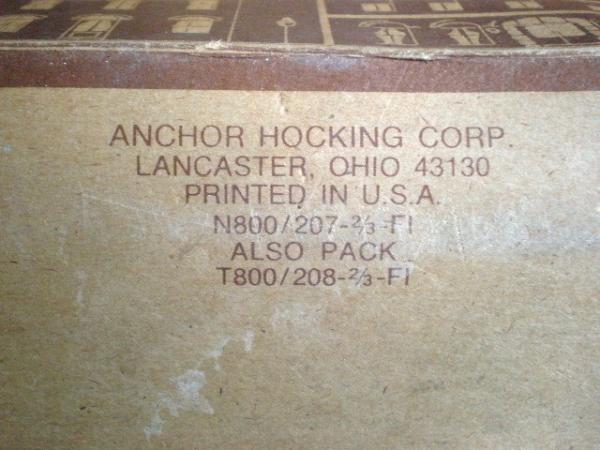 ANCHOR HOCKING CORP.
LANCASTER, OHIO 43130
PRINTED IN U.S.A.
N800/207-⅔-FI
ALSO PACK
T800/208-⅔-FI